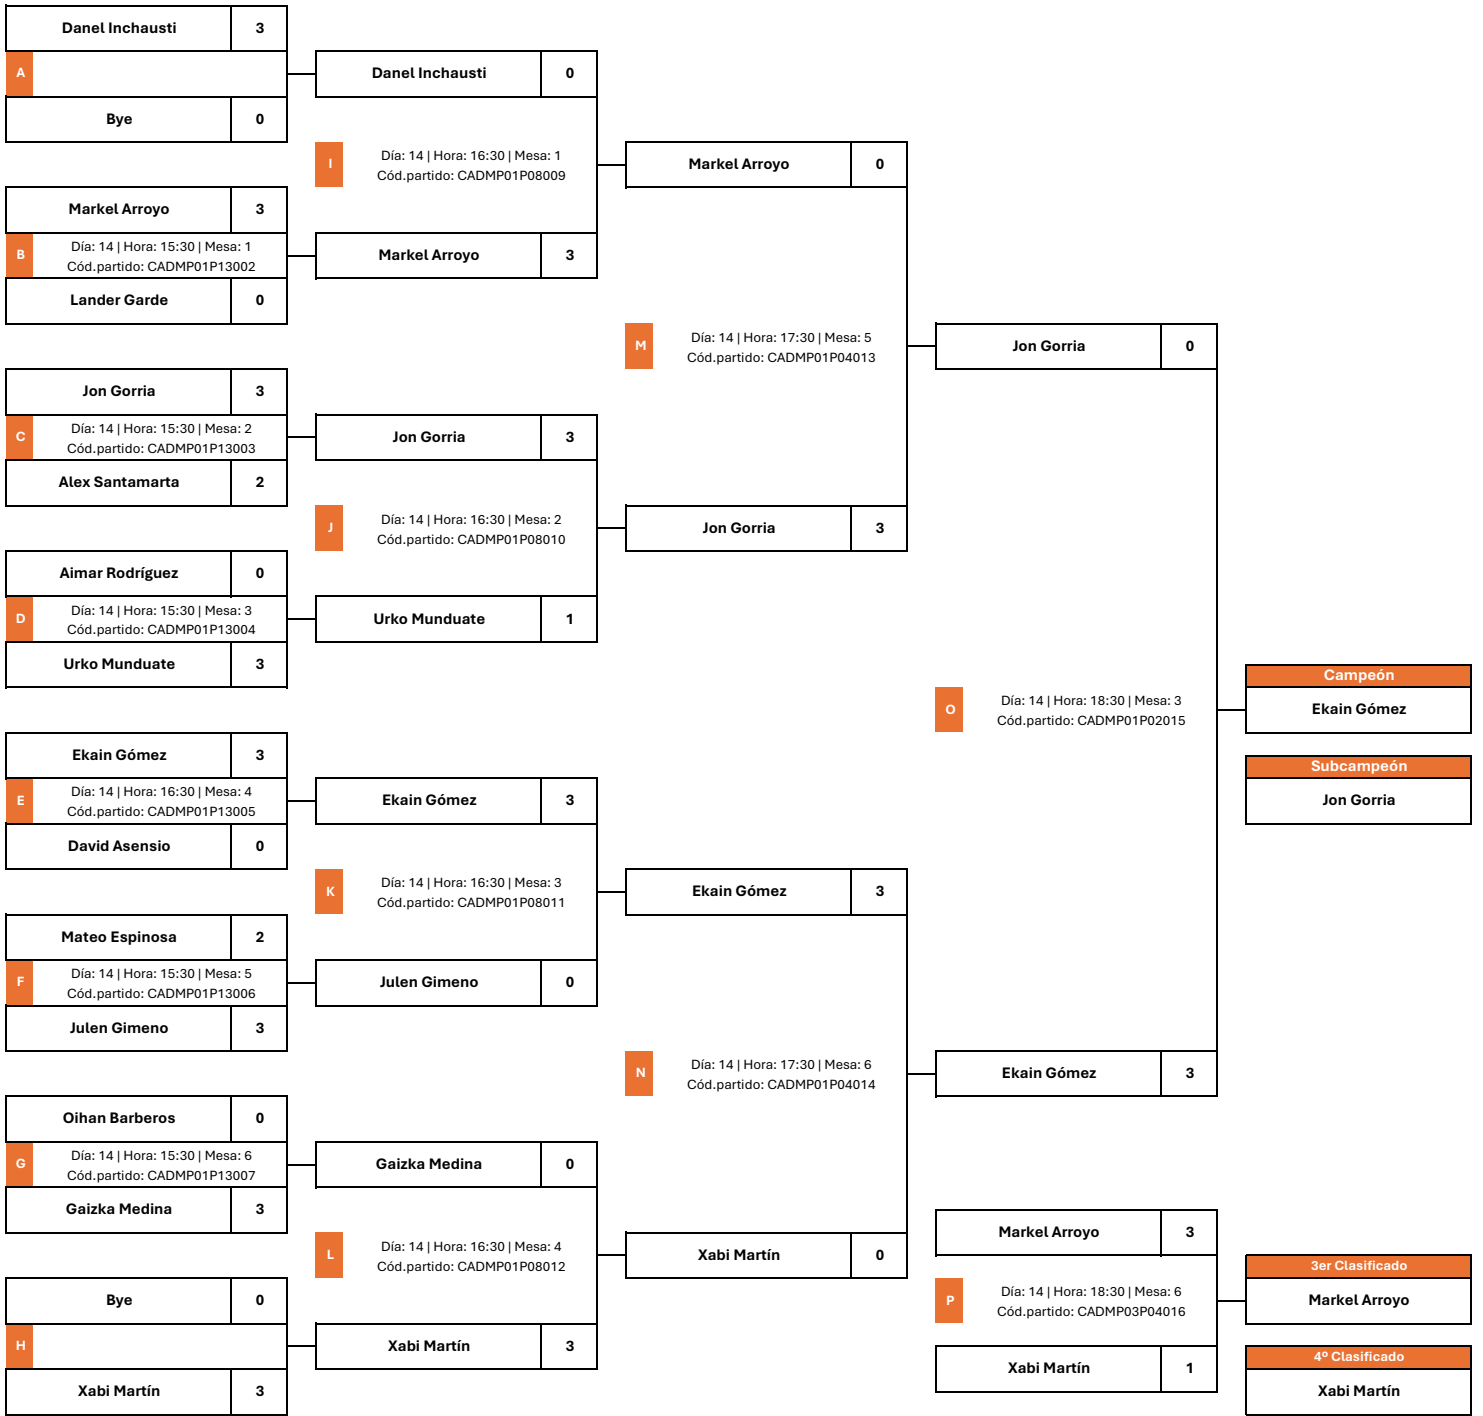 Danel Inchausti 3
A
Bye 0
Markel Arroyo 3
B
Día: 14 | Hora: 15:30 | Mesa: 1
Cód.partido: CADMP01P13002
Lander Garde 0
Jon Gorria 3
C
Día: 14 | Hora: 15:30 | Mesa: 2
Cód.partido: CADMP01P13003
Alex Santamarta 2
Aimar Rodríguez 0
D
Día: 14 | Hora: 15:30 | Mesa: 3
Cód.partido: CADMP01P13004
Urko Munduate 3
Ekain Gómez 3
E
Día: 14 | Hora: 16:30 | Mesa: 4
Cód.partido: CADMP01P13005
David Asensio 0
Mateo Espinosa 2
F
Día: 14 | Hora: 15:30 | Mesa: 5
Cód.partido: CADMP01P13006
Julen Gimeno 3
Oihan Barberos 0
G
Día: 14 | Hora: 15:30 | Mesa: 6
Cód.partido: CADMP01P13007
Gaizka Medina 3
Bye 0
H
Xabi Martín 3
Danel Inchausti 0
I
Día: 14 | Hora: 16:30 | Mesa: 1
Cód.partido: CADMP01P08009
Markel Arroyo 3
Jon Gorria 3
J
Día: 14 | Hora: 16:30 | Mesa: 2
Cód.partido: CADMP01P08010
Urko Munduate 1
Ekain Gómez 3
K
Día: 14 | Hora: 16:30 | Mesa: 3
Cód.partido: CADMP01P08011
Julen Gimeno 0
Gaizka Medina 0
L
Día: 14 | Hora: 16:30 | Mesa: 4
Cód.partido: CADMP01P08012
Xabi Martín 3
Markel Arroyo 0
M
Día: 14 | Hora: 17:30 | Mesa: 5
Cód.partido: CADMP01P04013
Jon Gorria 3
Ekain Gómez 3
N
Día: 14 | Hora: 17:30 | Mesa: 6
Cód.partido: CADMP01P04014
Xabi Martín 0
Jon Gorria 0
O
Día: 14 | Hora: 18:30 | Mesa: 3
Cód.partido: CADMP01P02015
Ekain Gómez 3
Campeón
Ekain Gómez
Subcampeón
Jon Gorria
Markel Arroyo 3
P
Día: 14 | Hora: 18:30 | Mesa: 6
Cód.partido: CADMP03P04016
Xabi Martín 1
3er Clasificado
Markel Arroyo
4º Clasificado
Xabi Martín